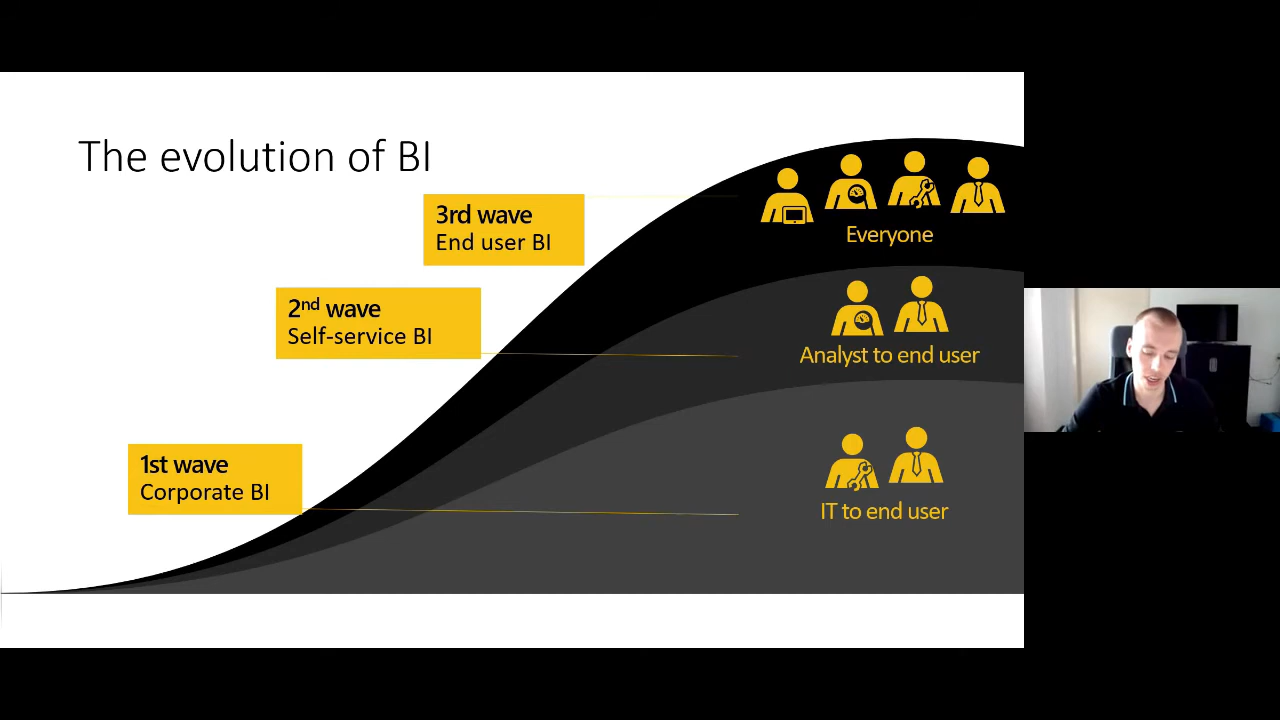 The evolution of BI
3rd wave
End user BI
Everyone
2nd wave
Self-service BI
Analyst to end user
1st wave
Corporate BI
IT to end user